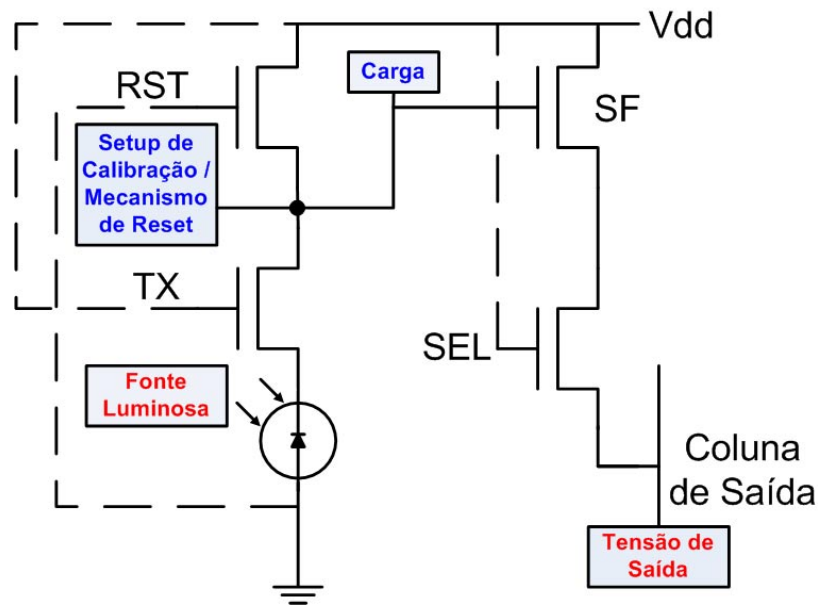 Vdd
Carga
RST
SF
Setup de
Calibração /
Mecanismo
de Reset
TX
SEL
Fonte
Luminosa
Coluna
de Saída
Tensão de
Saída